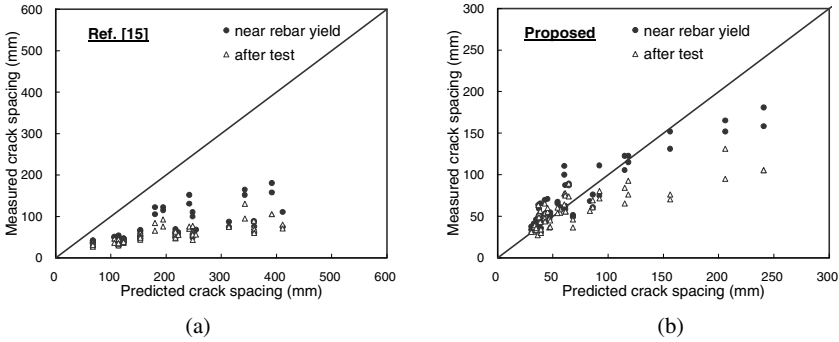 Ref. [15]
near rebar yield
after test
Measured crack spacing (mm)
600
500
400
300
200
100
0
0 100 200 300 400 500 600
Predicted crack spacing (mm)
(a)
Proposed
near rebar yield
after test
Measured crack spacing (mm)
300
250
200
150
100
50
0
0 50 100 150 200 250 300
Predicted crack spacing (mm)
(b)